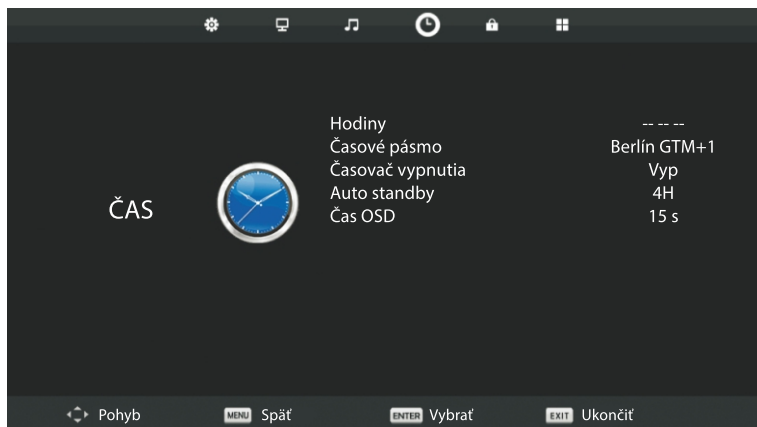 Hodiny -- -- --
Časové pásmo Berlín GTM+1
Časovač vypnutia Vyp
Auto standby 4H
Čas OSD 15 s
ČAS
Pohyb MENU Späť ENTER Vybrať EXIT Ukončiť